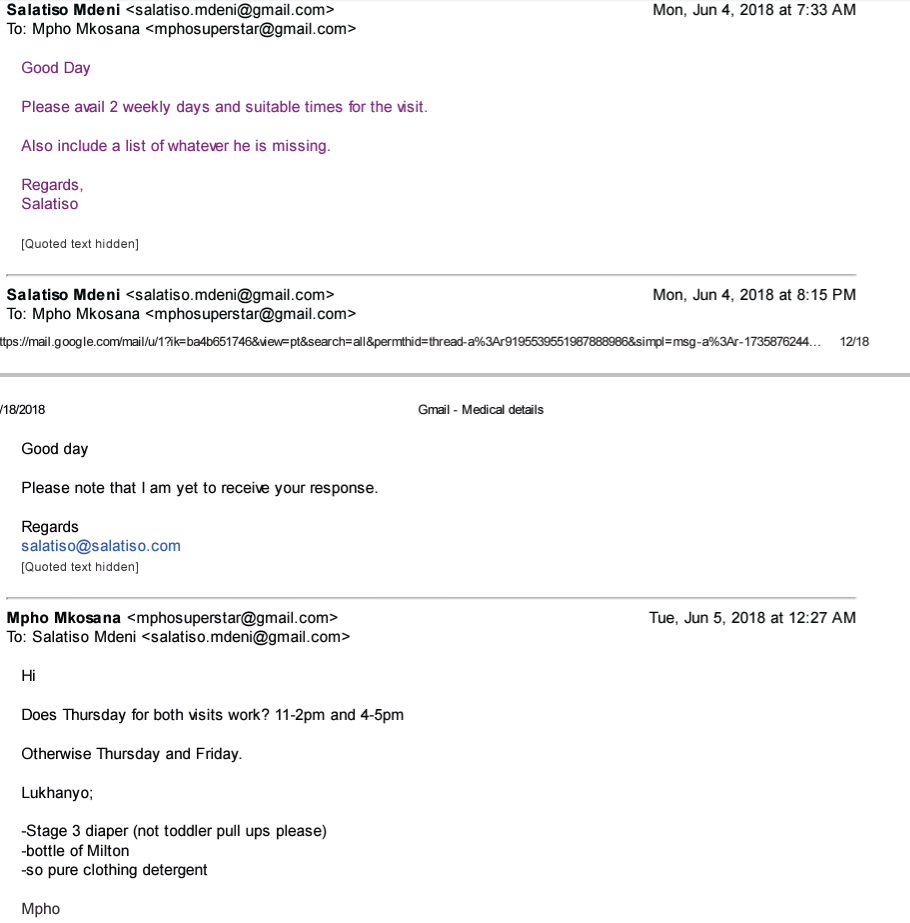 Salatiso Mdeni <salatiso.mdeni@gmail.com> Mon, Jun 4, 2018 at 7:33 AM
To: Mpho Mkosana <mphosuperstar@gmail.com>
Good Day
Please avail 2 weekly days and suitable times for the visit.
Also include a list of whatever he is missing.
Regards,
Salatiso
[Quoted text hidden]
Salatiso Mdeni <salatiso.mdeni@gmail.com> Mon, Jun 4, 2018 at 8:15 PM
To: Mpho Mkosana <mphosuperstar@gmail.com>
ttps://mail.google.com/mail/u/1?ik=ba4b651746&view=pt&search=all&permthid=thread-a%3Ar9195539551987888986&simpl=msg-a%3Ar-1735876244... 12/18
/18/2018 Gmail - Medical details
Good day
Please note that I am yet to receive your response.
Regards
salatiso@salatiso.com
[Quoted text hidden]
Mpho Mkosana <mphosuperstar@gmail.com> Tue, Jun 5, 2018 at 12:27 AM
To: Salatiso Mdeni <salatiso.mdeni@gmail.com>
Hi
Does Thursday for both visits work? 11-2pm and 4-5pm
Otherwise Thursday and Friday.
Lukhanyo;
-Stage 3 diaper (not toddler pull ups please)
-bottle of Milton
-so pure clothing detergent
Mpho